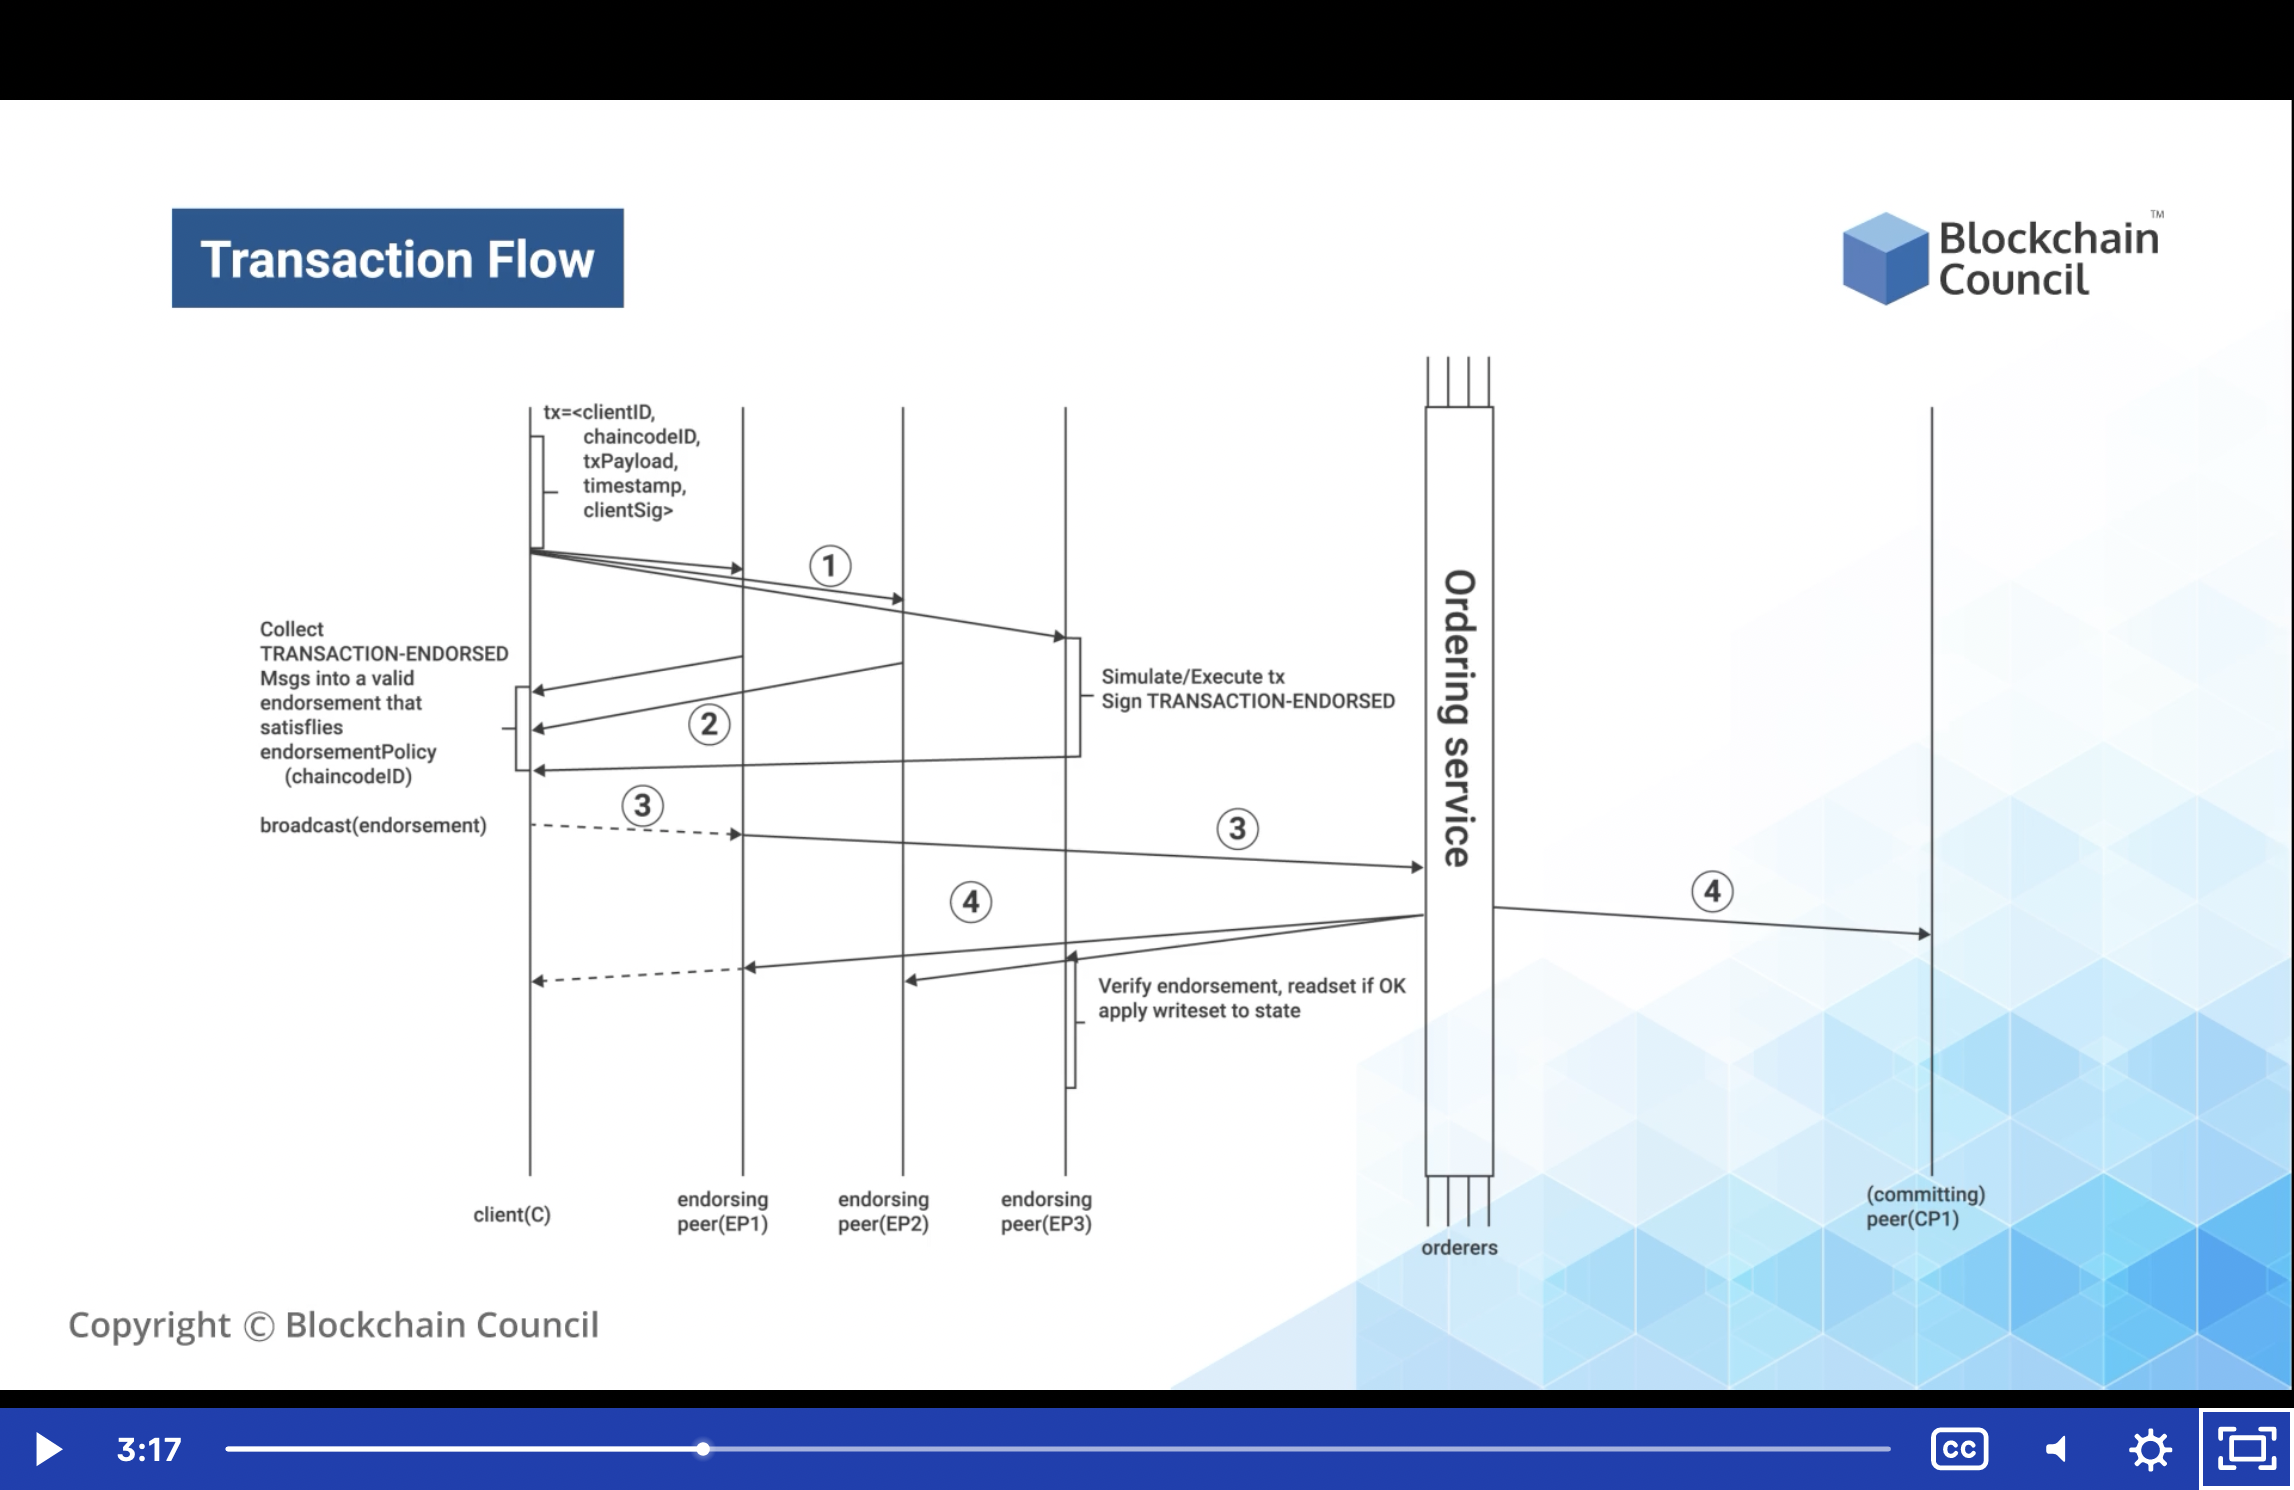 Transaction Flow
Blockchain™
Council
tx=<clientID,
chaincodeID,
txPayload,
timestamp,
clientSig>
1
Collect
TRANSACTION-ENDORSED
Msgs into a valid
endorsement that
satisflies
endorsementPolicy
(chaincodeID)
Simulate/Execute tx
Sign TRANSACTION-ENDORSED
2
3
broadcast(endorsement)
3
Ordering service
4
4
Verify endorsement, readset if OK
apply writeset to state
client(C)
endorsing
peer(EP1)
endorsing
peer(EP2)
endorsing
peer(EP3)
orderers
(committing)
peer(CP1)
Copyright © Blockchain Council
3:17
CC